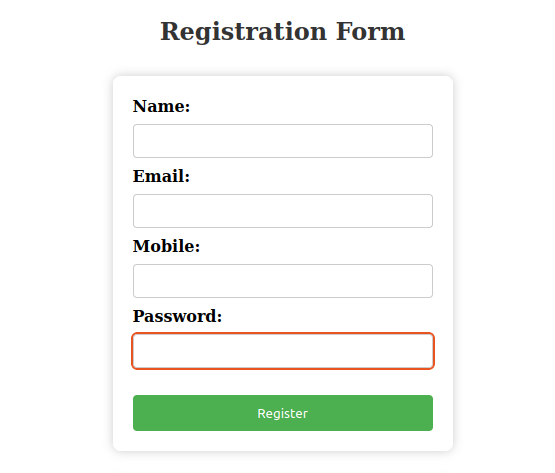 Registration Form
Name:
Email:
Mobile:
Password:
Register